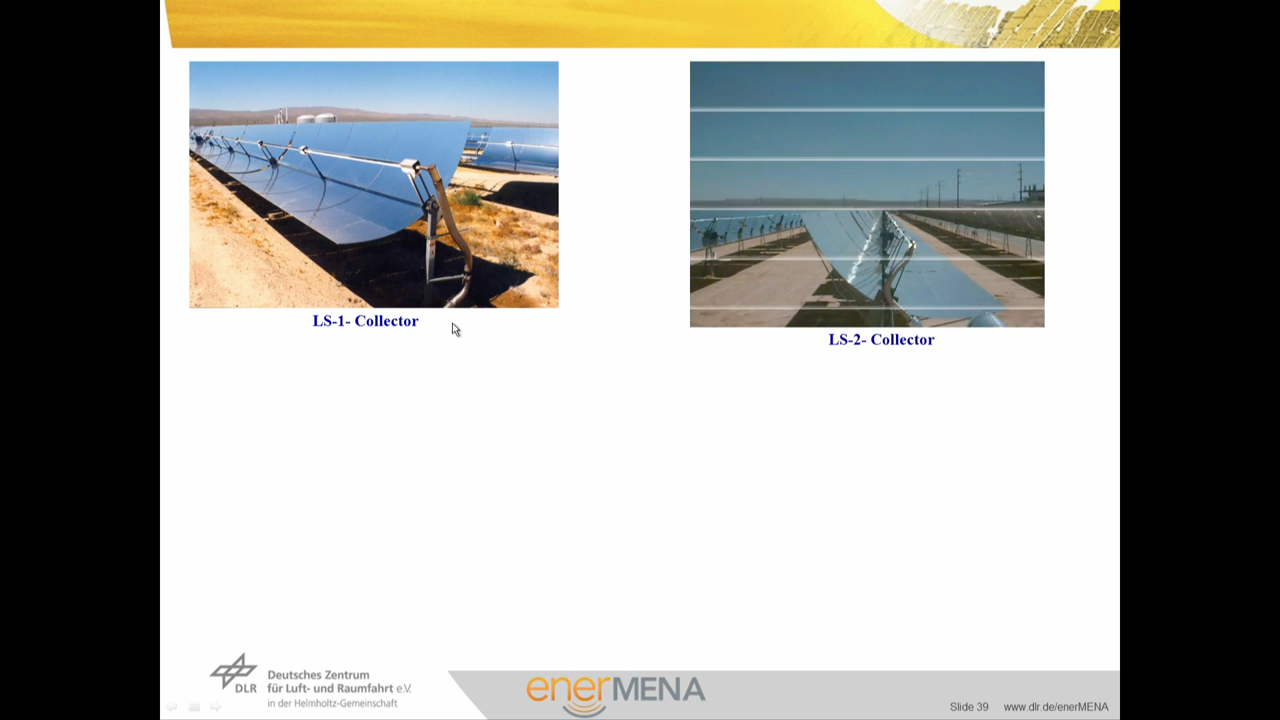 LS-1- Collector
LS-2- Collector
DLR
Deutsches Zentrum
für Luft- und Raumfahrt e.V.
in der Helmholtz-Gemeinschaft
enerMENA
Slide 39 www.dlr.de/enerMENA